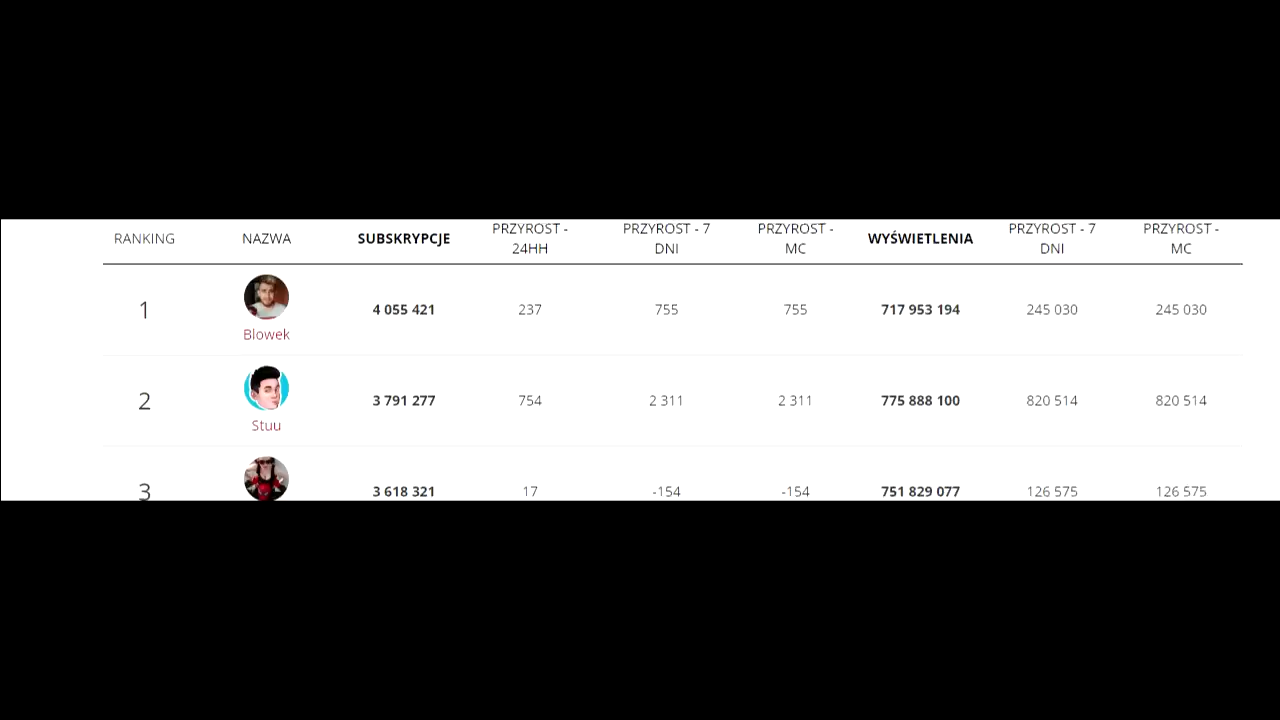 RANKING NAZWA SUBSKRYPCJE PRZYROST - 24HH PRZYROST - 7 DNI PRZYROST - MC WYŚWIETLENIA PRZYROST - 7 DNI PRZYROST - MC
1 Blowek 4 055 421 237 755 755 717 953 194 245 030 245 030
2 Stuu 3 791 277 754 2 311 2 311 775 888 100 820 514 820 514
3 3 618 321 17 -154 -154 751 829 077 126 575 126 575